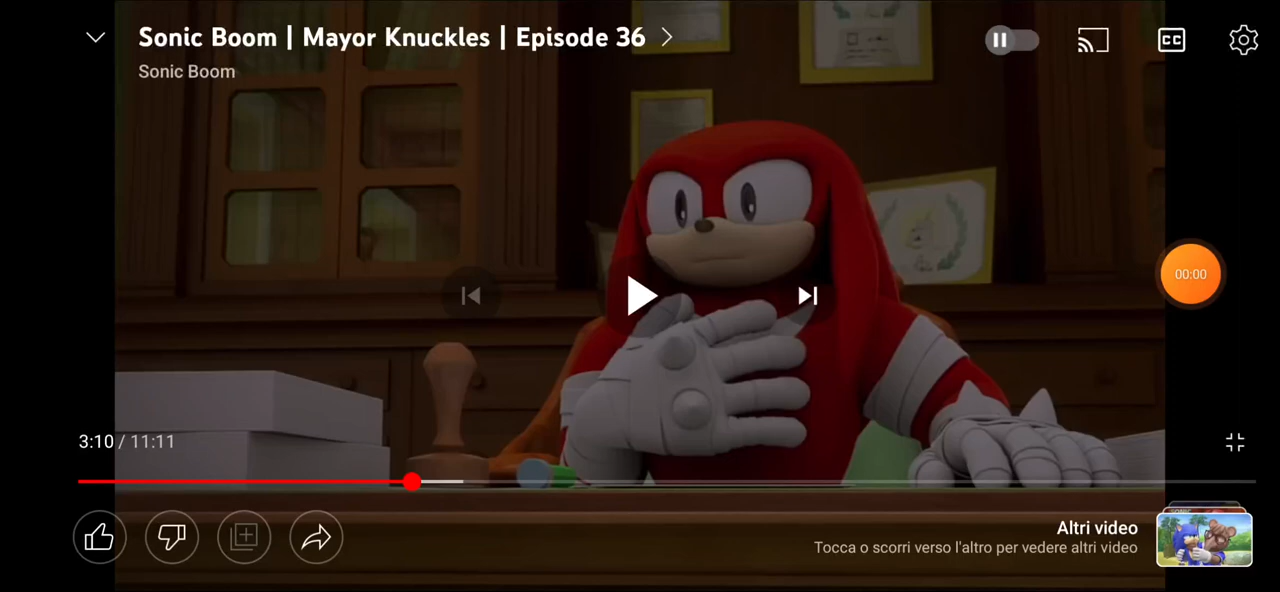 Sonic Boom | Mayor Knuckles | Episode 36
Sonic Boom
CC
00:00
3:10 / 11:11
Altri video
Tocca o scorri verso l'altro per vedere altri video